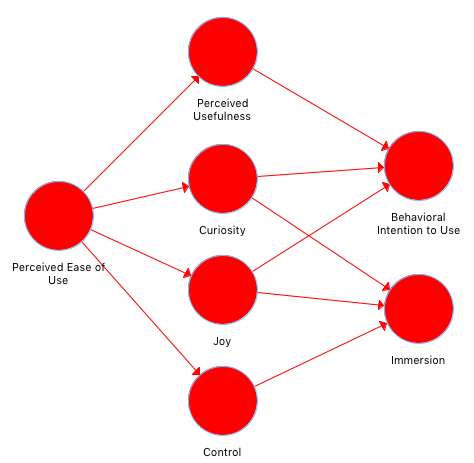 Perceived
Usefulness
Curiosity
Behavioral
Intention to Use
Perceived Ease of
Use
Joy
Immersion
Control